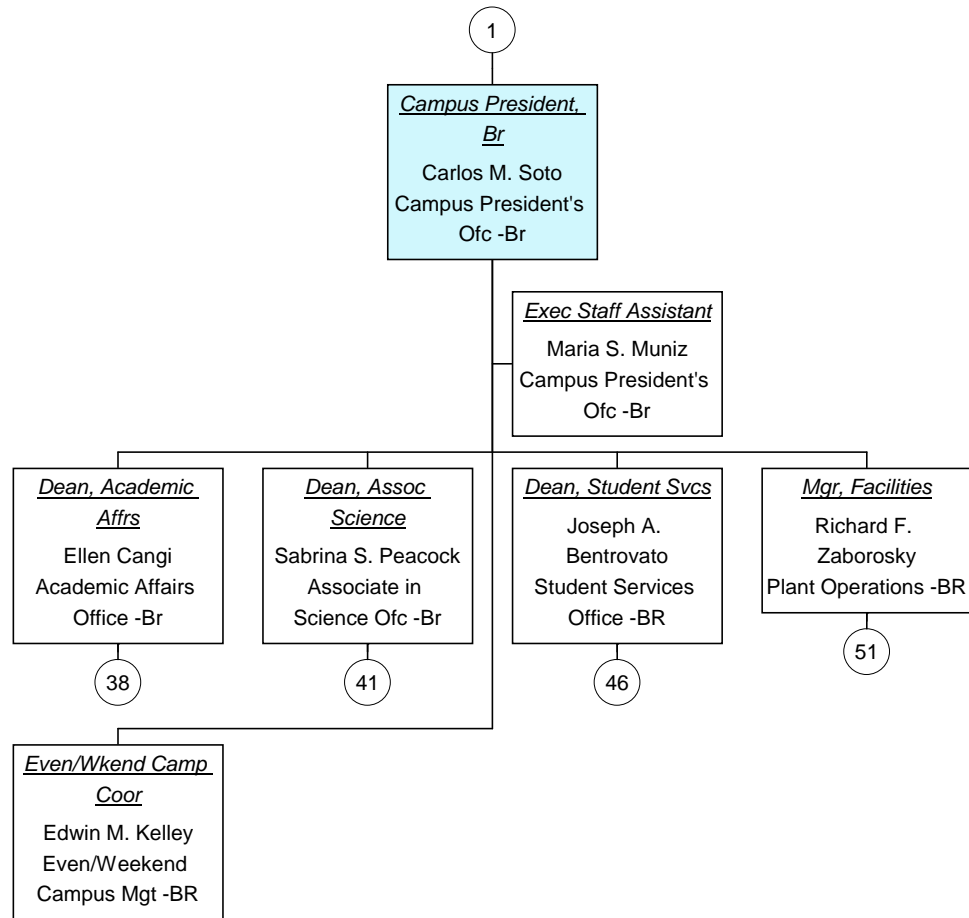 1
Campus President,
Br
Carlos M. Soto
Campus President's
Ofc -Br
Exec Staff Assistant
Maria S. Muniz
Campus President's
Ofc -Br
Dean, Academic
Affrs
Ellen Cangi
Academic Affairs
Office -Br
38
Dean, Assoc
Science
Sabrina S. Peacock
Associate in
Science Ofc -Br
41
Dean, Student Svcs
Joseph A.
Bentrovato
Student Services
Office -BR
46
Mgr, Facilities
Richard F.
Zaborosky
Plant Operations -BR
51
Even/Wkend Camp
Coor
Edwin M. Kelley
Even/Weekend
Campus Mgt -BR